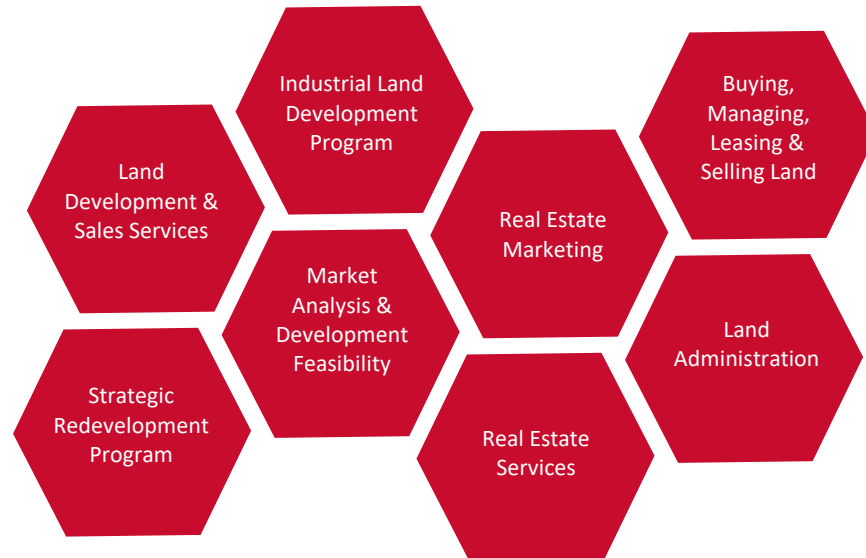 Industrial Land
Development
Program
Buying,
Managing,
Leasing &
Selling Land
Land
Development &
Sales Services
Real Estate
Marketing
Market
Analysis &
Development
Feasibility
Land
Administration
Strategic
Redevelopment
Program
Real Estate
Services